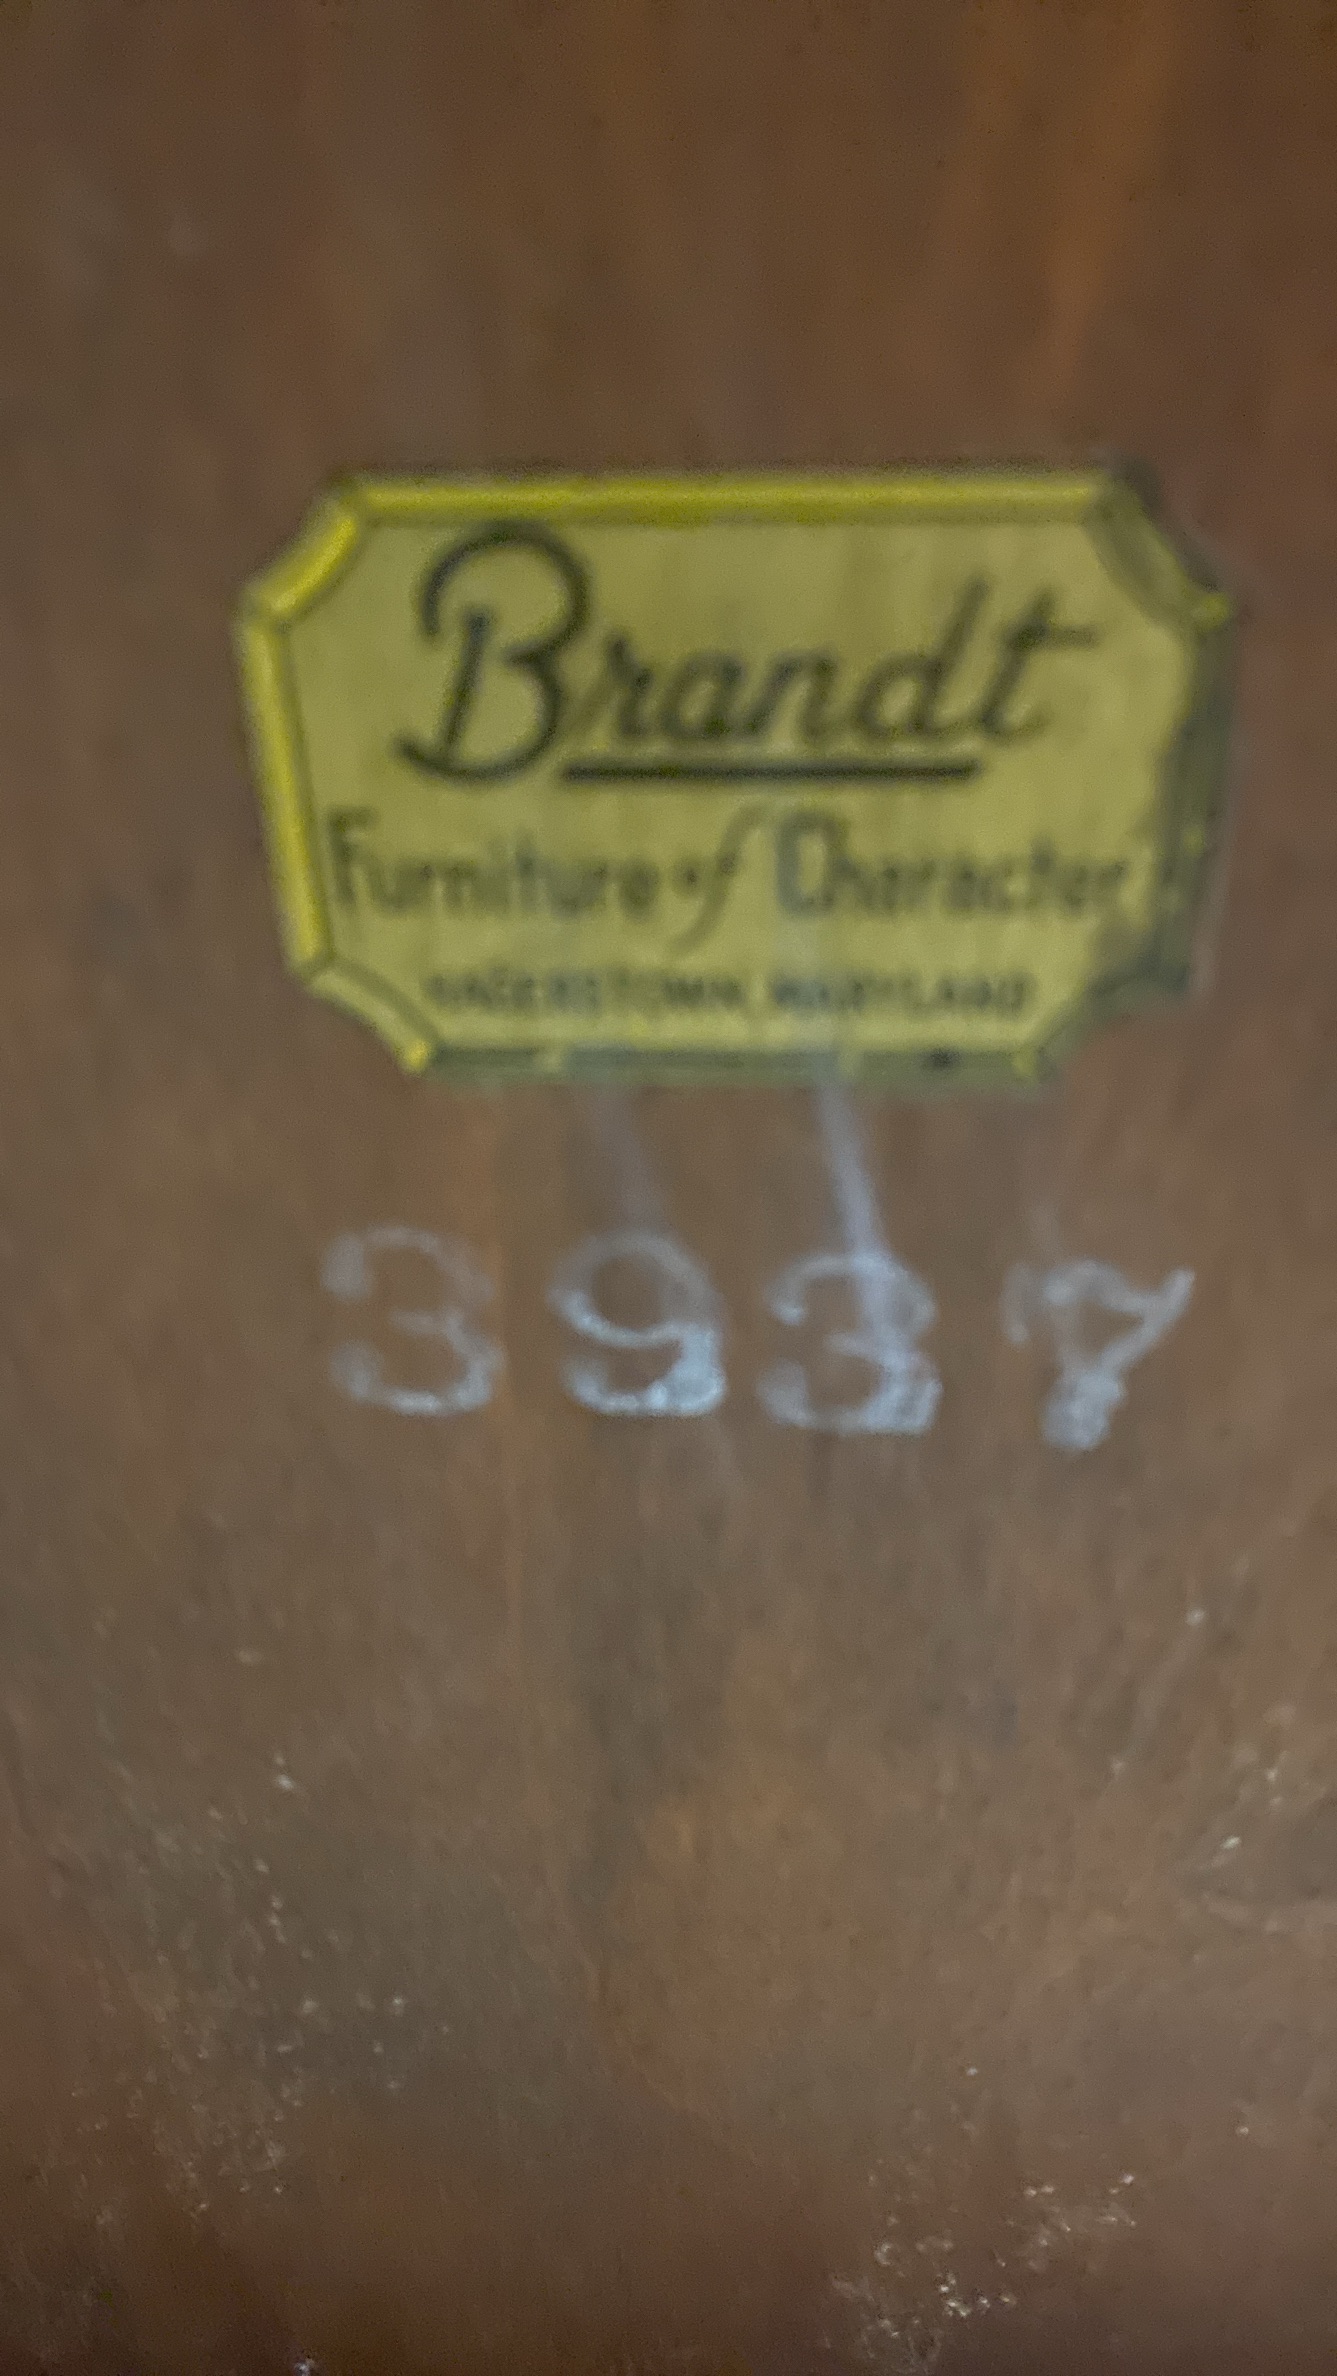 Brandt
Furniture of Character
HAGERSTOWN, MARYLAND
3937